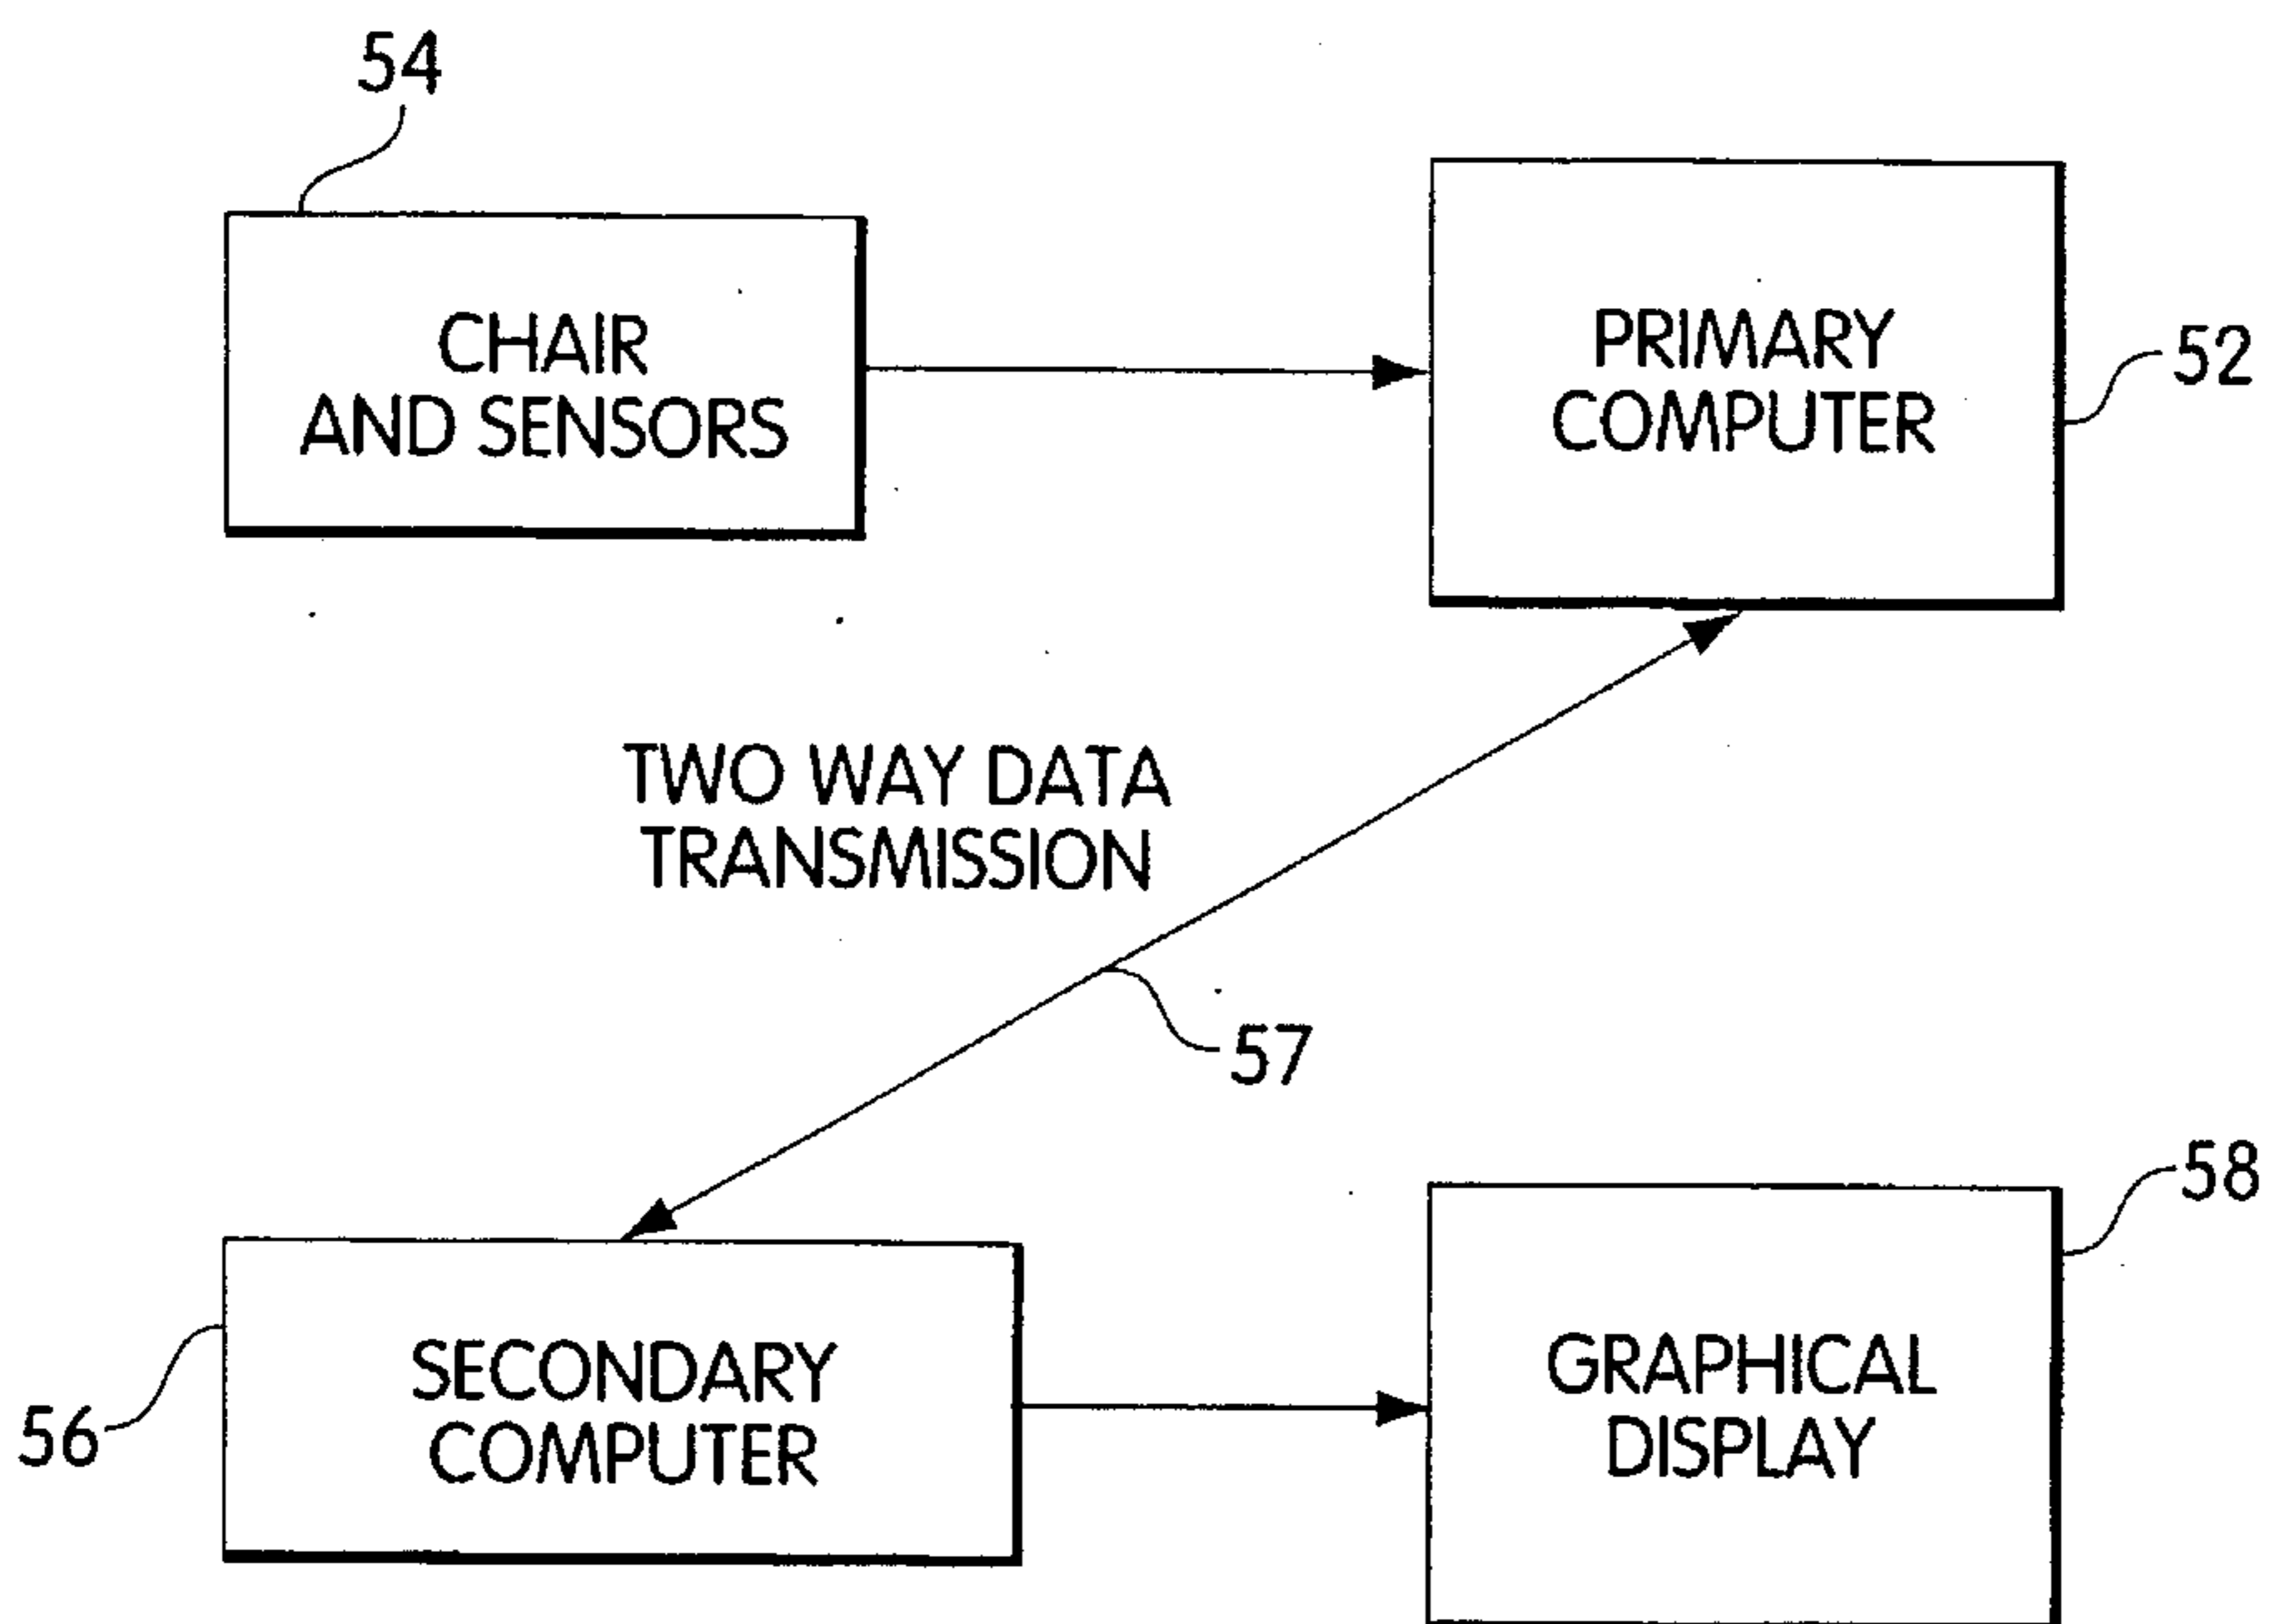 54
CHAIR
AND SENSORS
PRIMARY
COMPUTER
52
TWO WAY DATA
TRANSMISSION
57
58
56
SECONDARY
COMPUTER
GRAPHICAL
DISPLAY